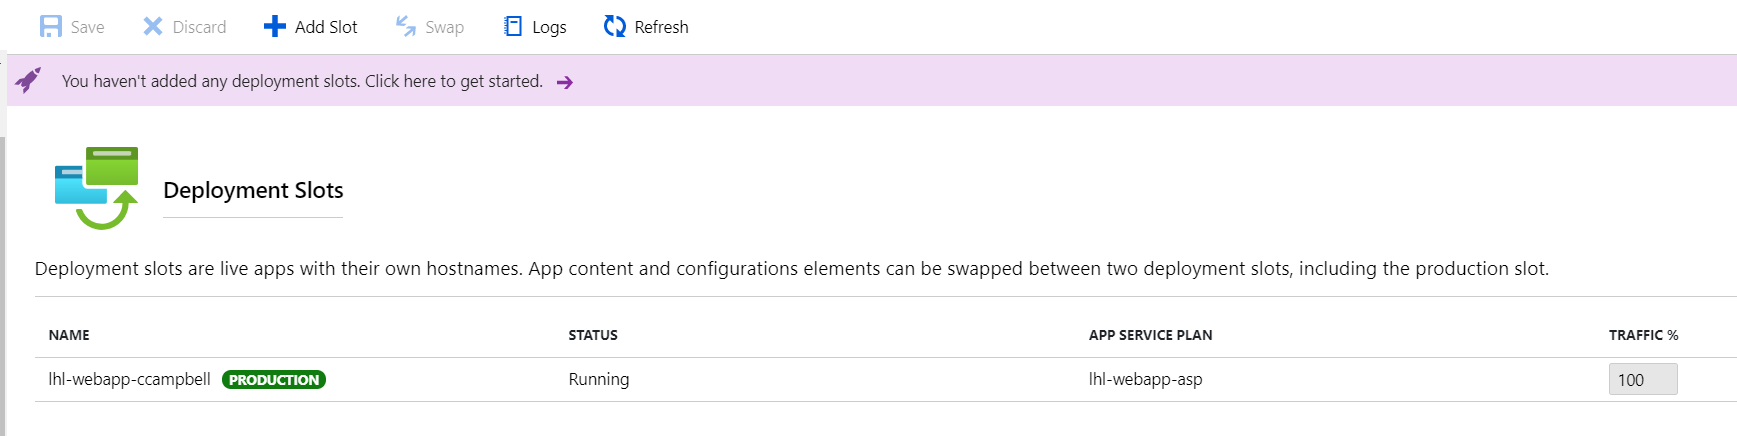 Save Discard Add Slot Swap Logs Refresh
You haven't added any deployment slots. Click here to get started.
Deployment Slots
Deployment slots are live apps with their own hostnames. App content and configurations elements can be swapped between two deployment slots, including the production slot.
NAME STATUS APP SERVICE PLAN TRAFFIC %
lhl-webapp-ccampbell PRODUCTION Running lhl-webapp-asp 100